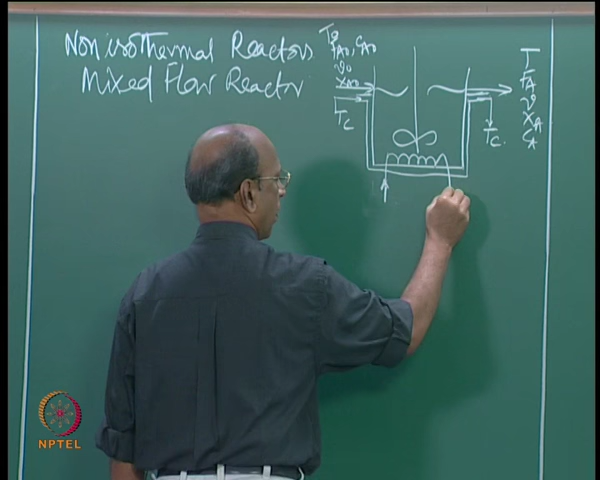 Non isothermal Reactors
Mixed Flow Reactor
T0
FA0, CA0
v0
XA0
TC
T
FA
v
XA
CA
TC
NPTEL